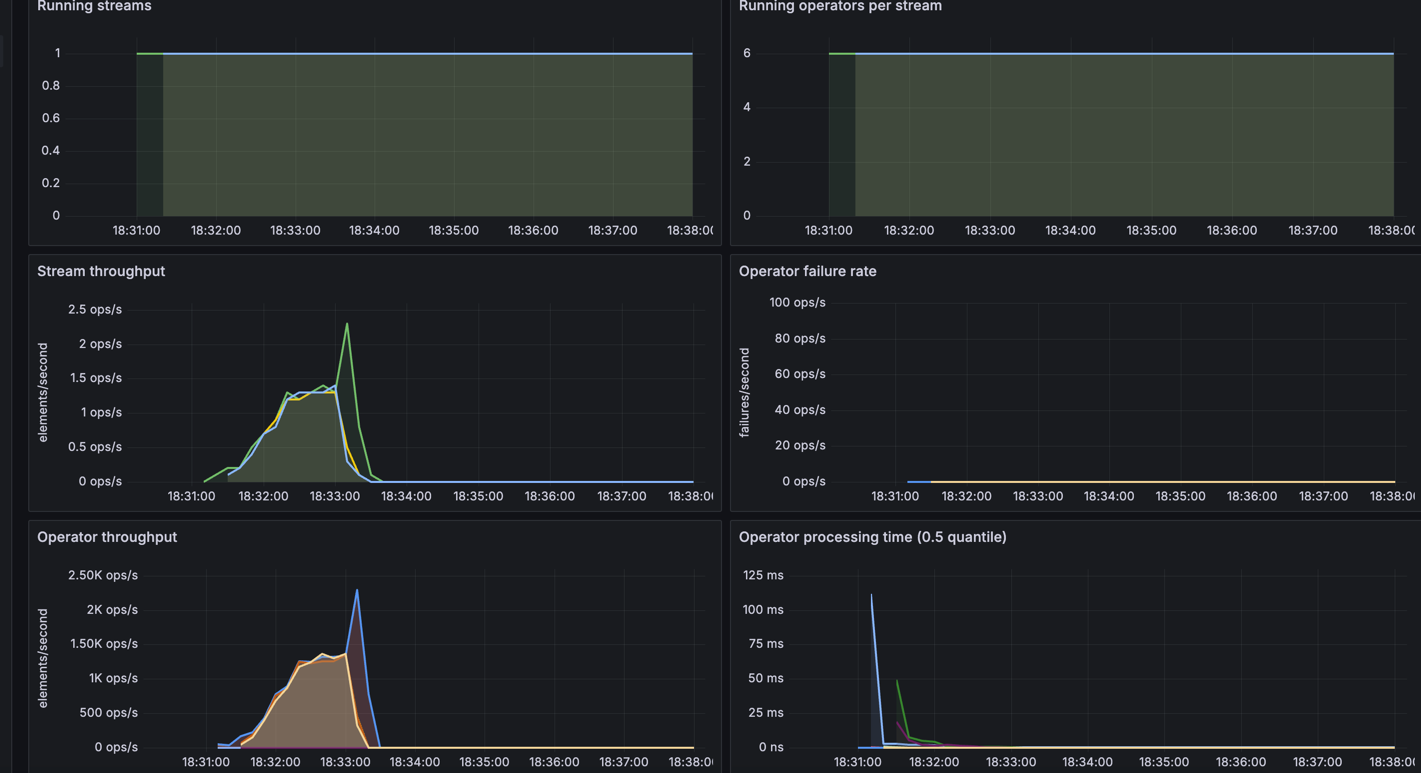 Running streams
1
0.8
0.6
0.4
0.2
0
18:31:00 18:32:00 18:33:00 18:34:00 18:35:00 18:36:00 18:37:00 18:38:0
Running operators per stream
6
4
2
0
18:31:00 18:32:00 18:33:00 18:34:00 18:35:00 18:36:00 18:37:00 18:38:0
Stream throughput
elements/second
2.5 ops/s
2 ops/s
1.5 ops/s
1 ops/s
0.5 ops/s
0 ops/s
18:31:00 18:32:00 18:33:00 18:34:00 18:35:00 18:36:00 18:37:00 18:38:0
Operator failure rate
failures/second
100 ops/s
80 ops/s
60 ops/s
40 ops/s
20 ops/s
0 ops/s
18:31:00 18:32:00 18:33:00 18:34:00 18:35:00 18:36:00 18:37:00 18:38:0
Operator throughput
elements/second
2.50K ops/s
2K ops/s
1.50K ops/s
1K ops/s
500 ops/s
0 ops/s
18:31:00 18:32:00 18:33:00 18:34:00 18:35:00 18:36:00 18:37:00 18:38:0
Operator processing time (0.5 quantile)
125 ms
100 ms
75 ms
50 ms
25 ms
0 ns
18:31:00 18:32:00 18:33:00 18:34:00 18:35:00 18:36:00 18:37:00 18:38:0